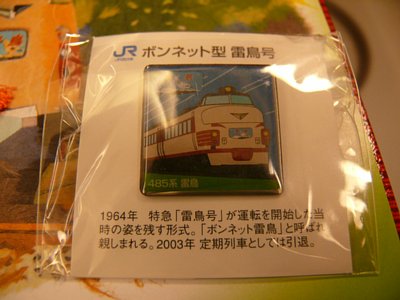 JR ボンネット型 雷鳥号
485系 雷鳥
1964年 特急「雷鳥号」が運転を開始した当
時の姿を残す形式。「ボンネット雷鳥」と呼ばれ
親しまれる。2003年 定期列車としては引退。